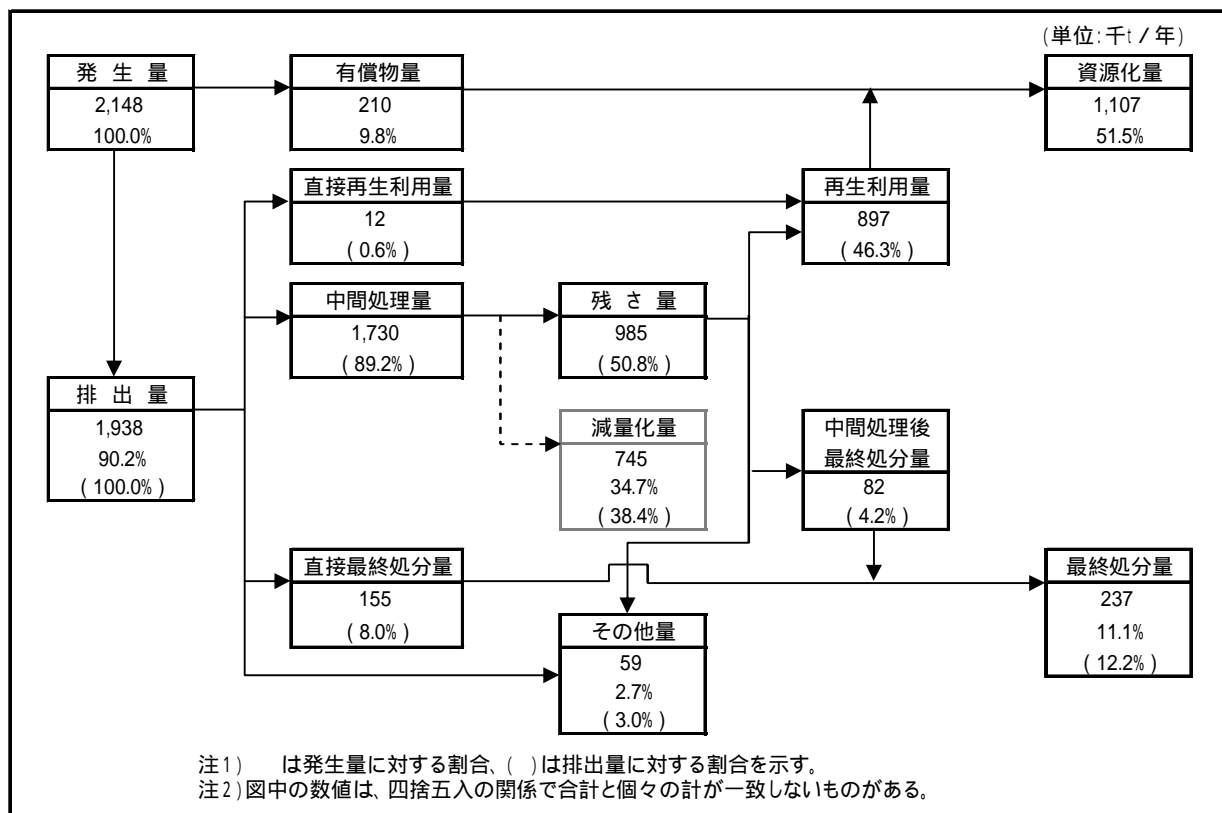 (単位:千t/年)
発 生 量
2,148
100.0%
有償物量
210
9.8%
資源化量
1,107
51.5%
直接再生利用量
12
(0.6%)
再生利用量
897
(46.3%)
中間処理量
1,730
(89.2%)
残 さ 量
985
(50.8%)
排 出 量
1,938
90.2%
(100.0%)
減量化量
745
34.7%
(38.4%)
中間処理後
最終処分量
82
(4.2%)
直接最終処分量
155
(8.0%)
その他量
59
2.7%
(3.0%)
最終処分量
237
11.1%
(12.2%)
注1) は発生量に対する割合、( )は排出量に対する割合を示す。
注2)図中の数値は、四捨五入の関係で合計と個々の計が一致しないものがある。